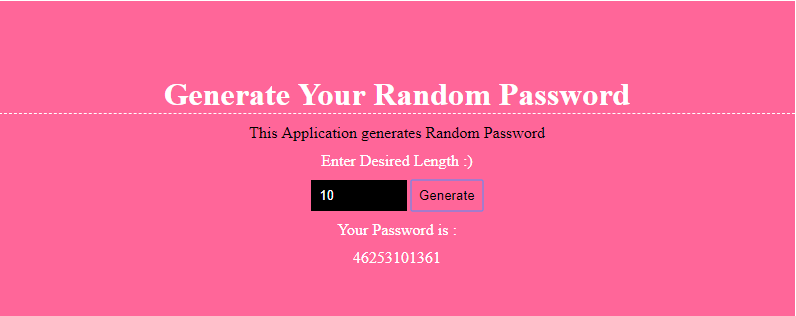 Generate Your Random Password
This Application generates Random Password
Enter Desired Length :)
10 Generate
Your Password is :
46253101361